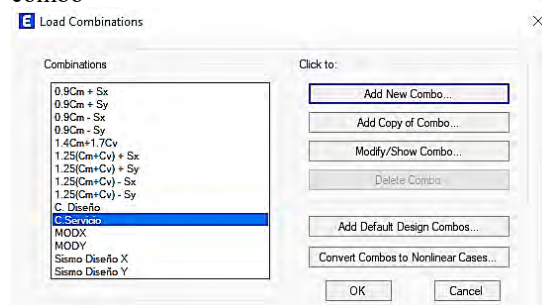 combo
E Load Combinations
Combinations
0.9Cm + Sx
0.9Cm + Sy
0.9Cm - Sx
0.9Cm - Sy
1.4Cm+1.7Cv
1.25(Cm+Cv) + Sx
1.25(Cm+Cv) + Sy
1.25(Cm+Cv) - Sx
1.25(Cm+Cv) - Sy
C. Diseño
C.Servicio
MODX
MODY
Sismo Diseño X
Sismo Diseño Y
Click to:
Add New Combo...
Add Copy of Combo...
Modify/Show Combo...
Delete Combo
Add Default Design Combos...
Convert Combos to Nonlinear Cases...
OK
Cancel